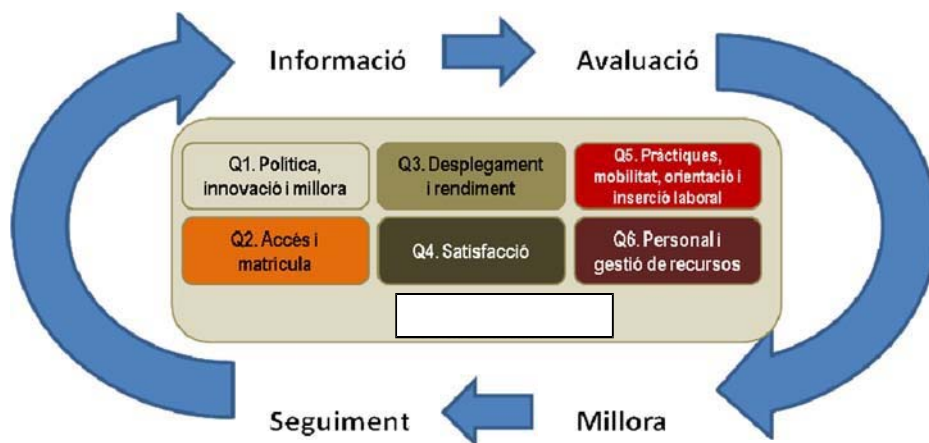 Informació
Avaluació
Q1. Política,
innovació i millora
Q3. Desplegament
i rendiment
Q5. Pràctiques,
mobilitat, orientació i
inserció laboral
Q2. Accés i
matricula
Q4. Satisfacció
Q6. Personal i
gestió de recursos
Seguiment
Millora